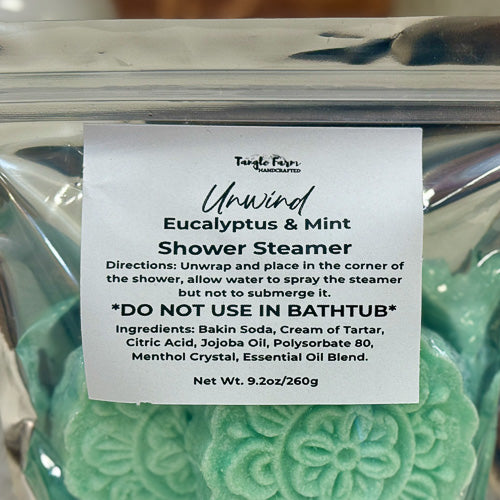 Tangle Farm
HANDCRAFTED
Unwind
Eucalyptus & Mint
Shower Steamer
Directions: Unwrap and place in the corner of
the shower, allow water to spray the steamer
but not to submerge it.
*DO NOT USE IN BATHTUB*
Ingredients: Bakin Soda, Cream of Tartar,
Citric Acid, Jojoba Oil, Polysorbate 80,
Menthol Crystal, Essential Oil Blend.
Net Wt. 9.2oz/260g